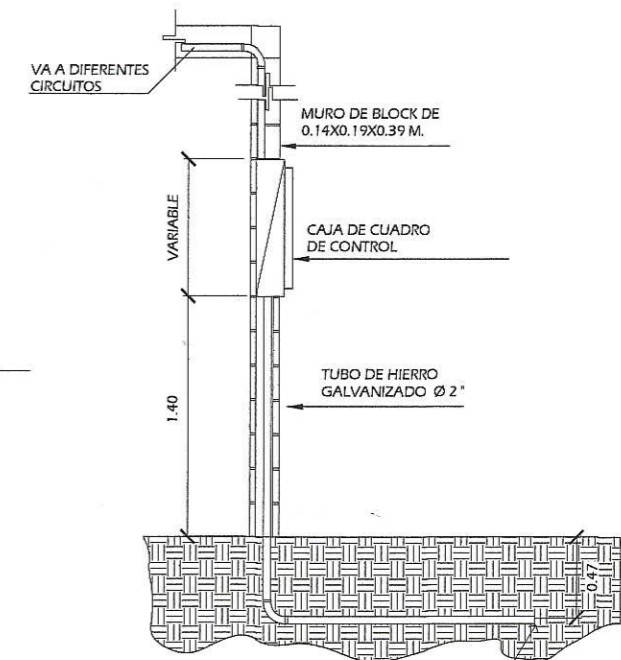 VA A DIFERENTES
CIRCUITOS
MURO DE BLOCK DE
0.14X0.19X0.39 M.
VARIABLE
CAJA DE CUADRO
DE CONTROL
1.40
TUBO DE HIERRO
GALVANIZADO Ø 2"
0.47